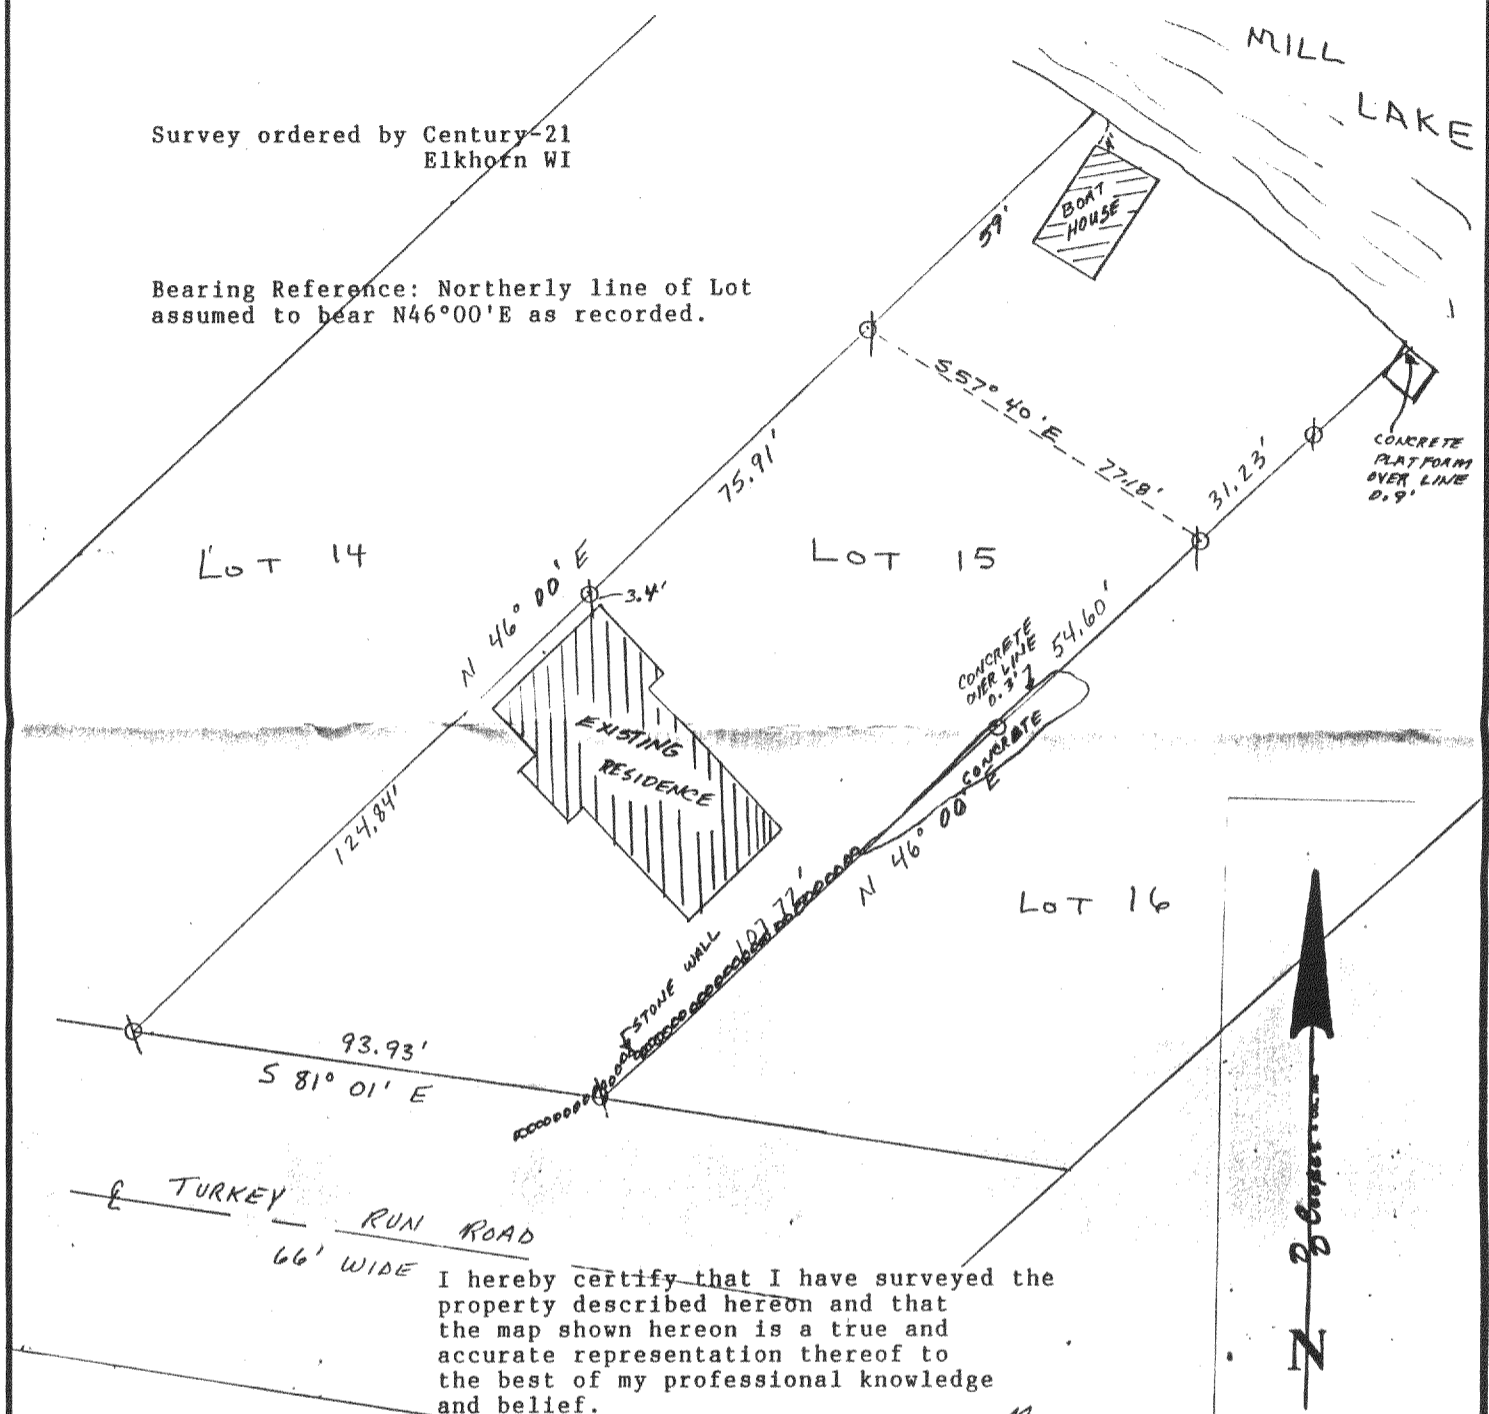 MILL
LAKE
Survey ordered by Century-21
Elkhorn WI
BOAT
HOUSE
59'
Bearing Reference: Northerly line of Lot
assumed to bear N46°00'E as recorded.
S 57° 40' E
77.18'
75.91'
31.23'
CONCRETE
PLATFORM
OVER LINE
0.9'
LOT 14
LOT 15
N 46° 00' E
3.4'
54.60'
CONCRETE
OVER LINE
0.3'
EXISTING
RESIDENCE
CONCRETE
N 46° 00' E
124.84'
LOT 16
STONE WALL
93.93'
S 81° 01' E
℄ TURKEY RUN ROAD
66' WIDE
I hereby certify that I have surveyed the
property described hereon and that
the map shown hereon is a true and
accurate representation thereof to
the best of my professional knowledge
and belief.
N